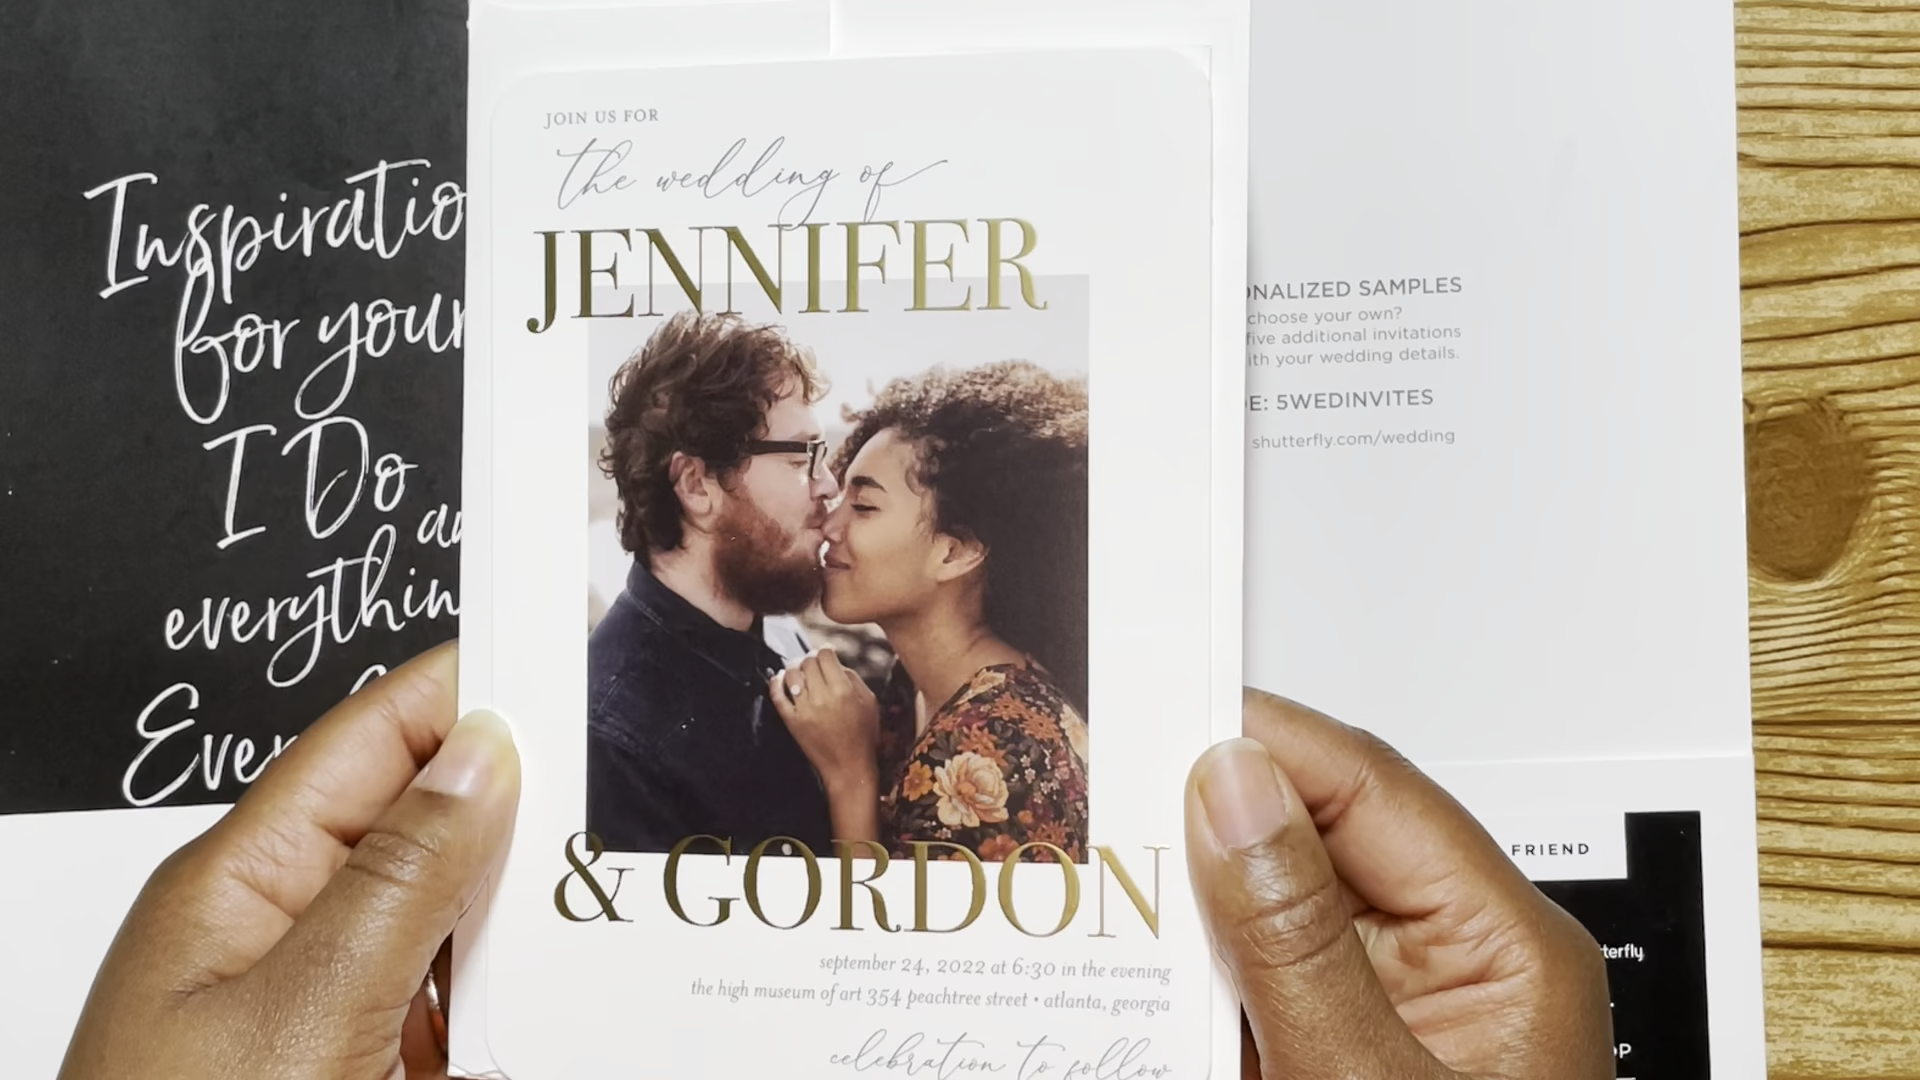 Inspiratio
for your
I Do
everythin
JOIN US FOR
the wedding of
JENNIFER
& GORDON
september 24, 2022 at 6:30 in the evening
the high museum of art 354 peachtree street • atlanta, georgia
celebration to follow
ONALIZED SAMPLES
choose your own?
five additional invitations
ith your wedding details.
E: 5WEDINVITES
shutterfly.com/wedding
FRIEND
tterfly